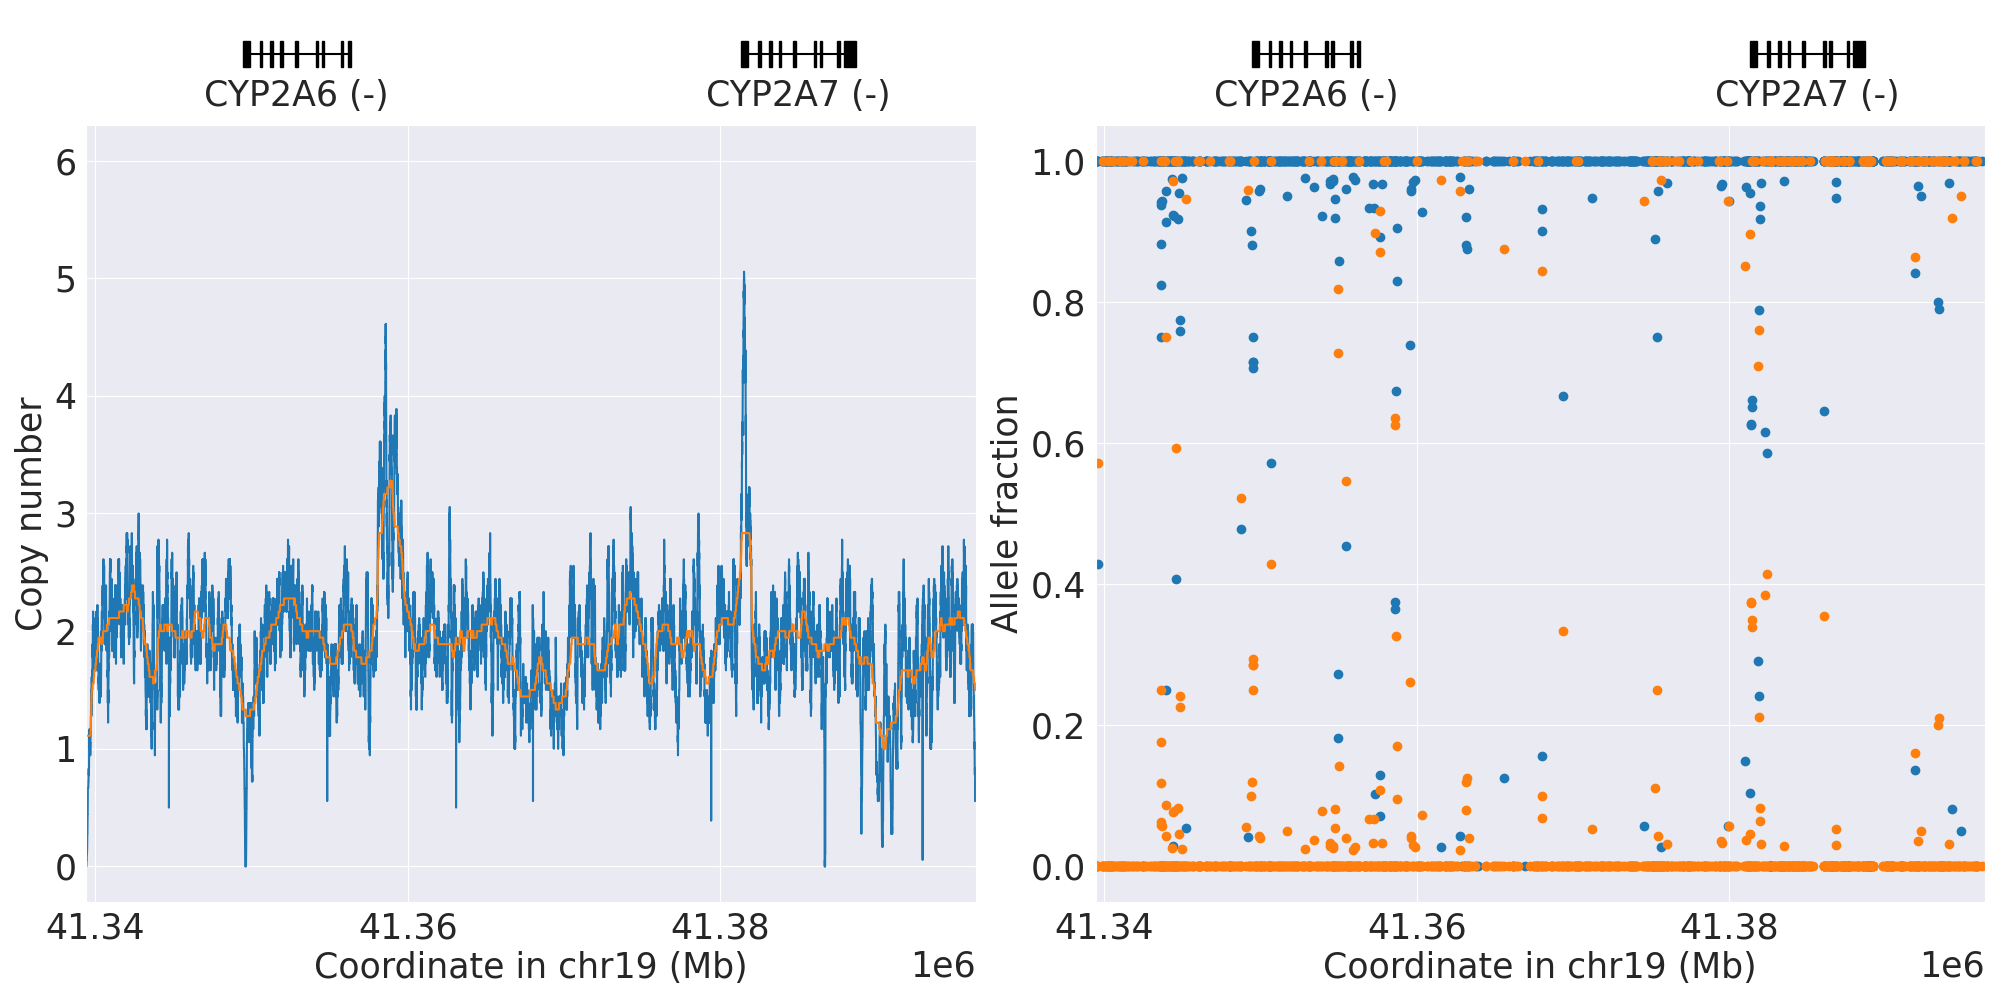 CYP2A6 (-)
CYP2A7 (-)
6
5
4
3
2
1
0
Copy number
41.34
41.36
41.38
Coordinate in chr19 (Mb)
1e6
CYP2A6 (-)
CYP2A7 (-)
1.0
0.8
0.6
0.4
0.2
0.0
Allele fraction
41.34
41.36
41.38
Coordinate in chr19 (Mb)
1e6